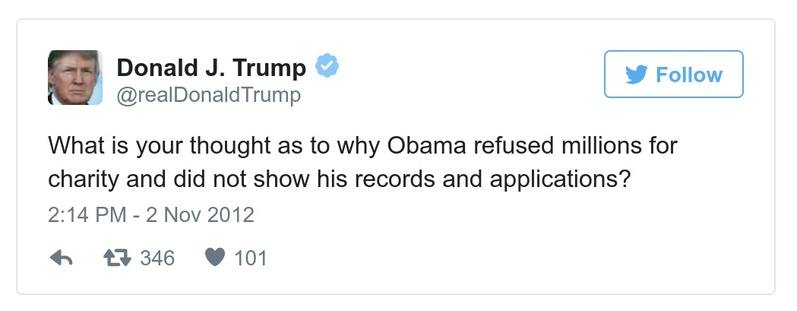 Donald J. Trump
@realDonaldTrump
Follow
What is your thought as to why Obama refused millions for
charity and did not show his records and applications?
2:14 PM - 2 Nov 2012
346 101